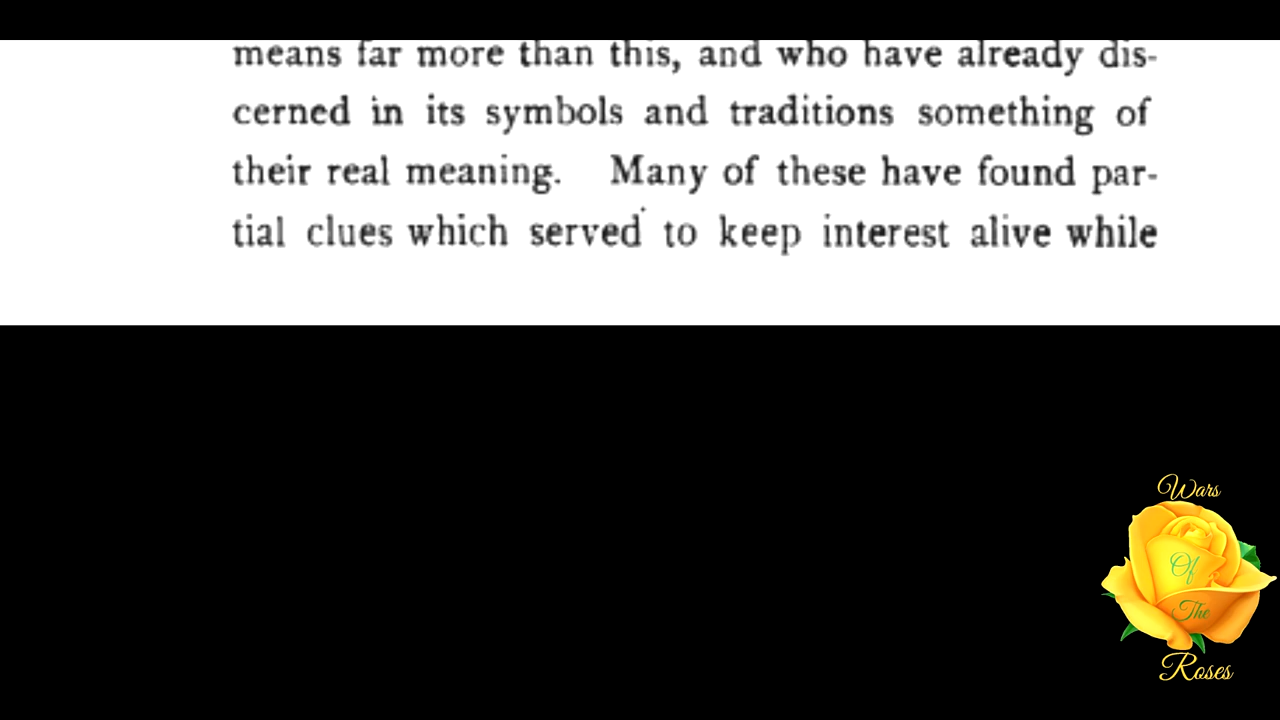 means far more than this, and who have already dis-
cerned in its symbols and traditions something of
their real meaning. Many of these have found par-
tial clues which served to keep interest alive while
Wars
Of
The
Roses